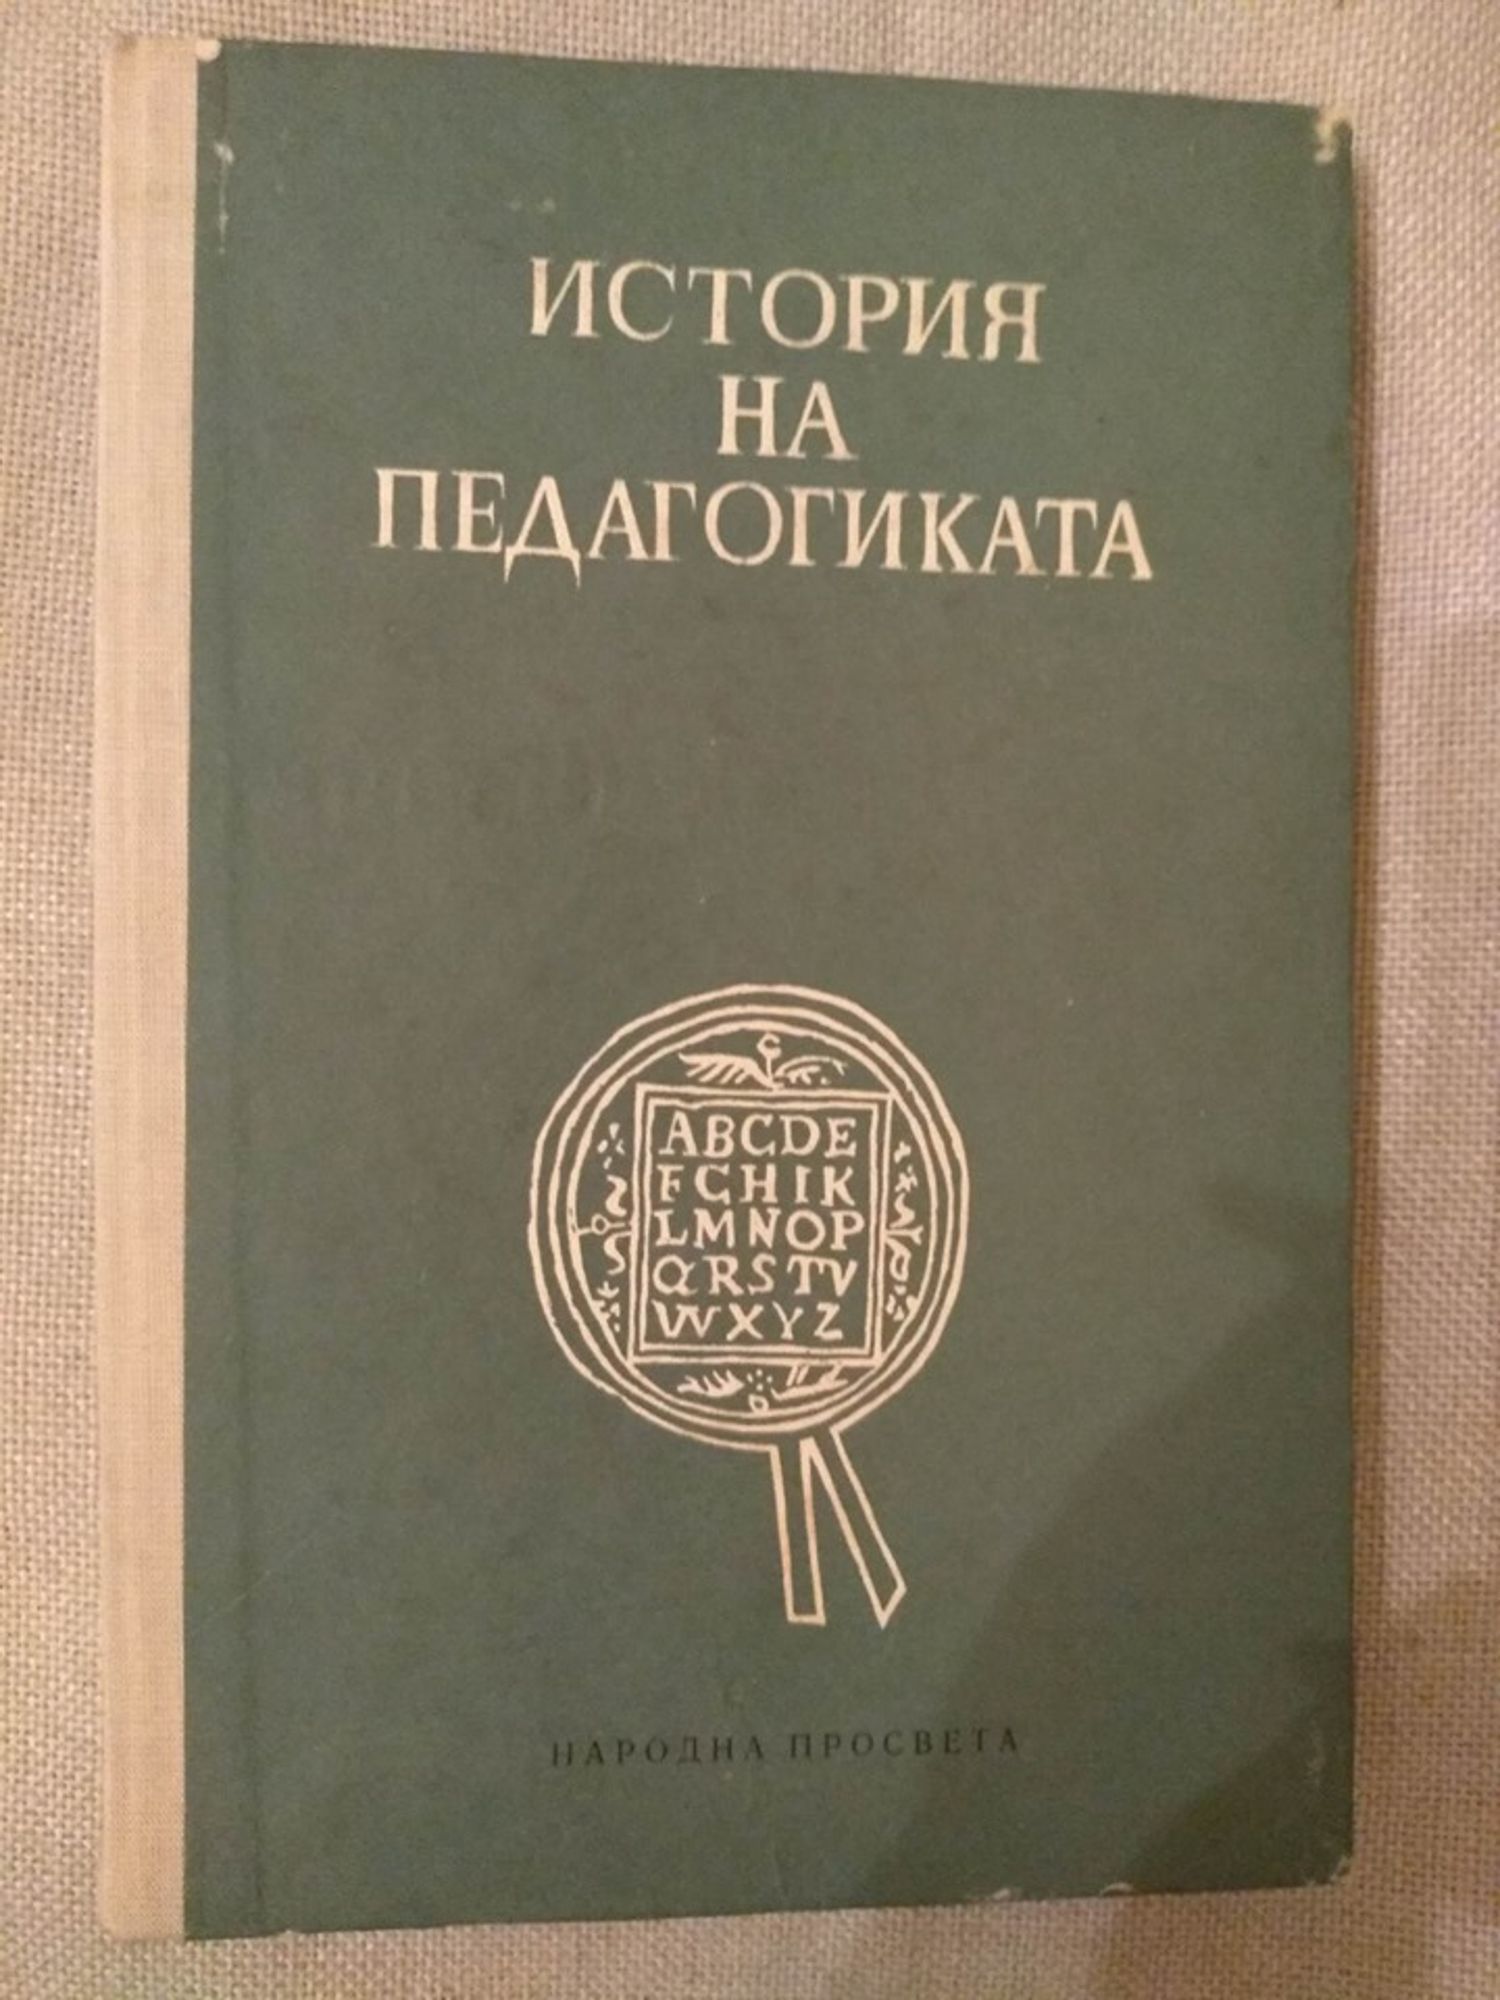 ИСТОРИЯ
НА
ПЕДАГОГИКАТА
ABCDE
FGHIK
LMNOP
QRSTV
WXYZ
НАРОДНА ПРОСВЕТА